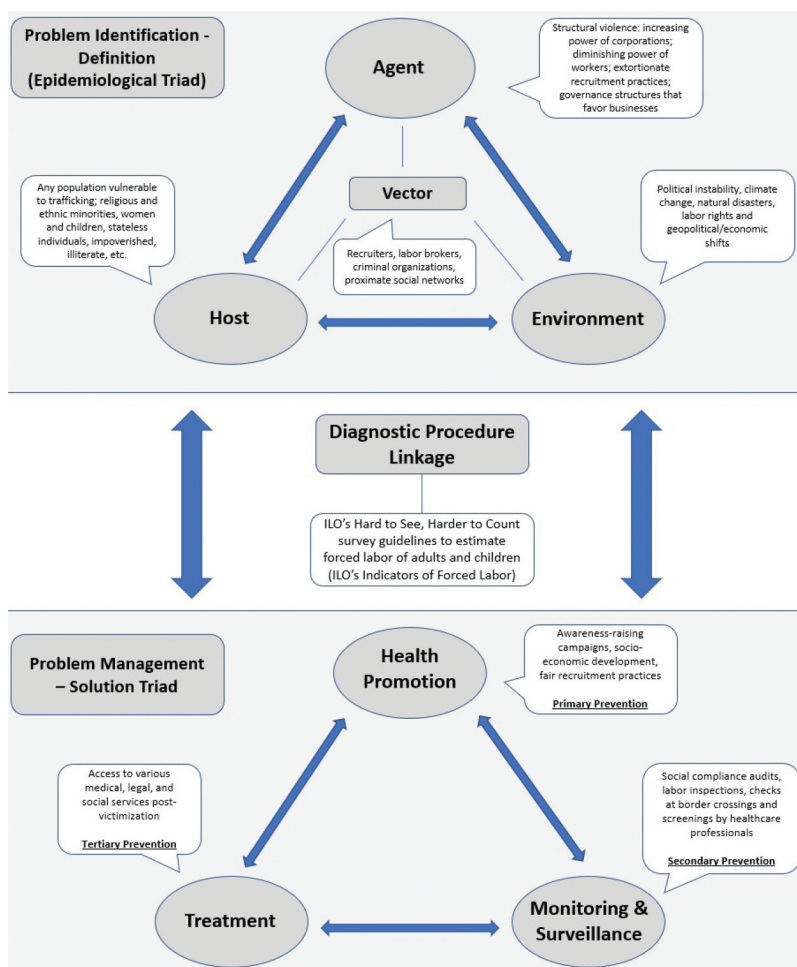 Problem Identification -
Definition
(Epidemiological Triad)
Agent
Structural violence: increasing
power of corporations;
diminishing power of
workers; extortionate
recruitment practices;
governance structures that
favor businesses
Any population vulnerable
to trafficking; religious and
ethnic minorities, women
and children, stateless
individuals, impoverished,
illiterate, etc.
Vector
Political instability, climate
change, natural disasters,
labor rights and
geopolitical/economic
shifts
Recruiters, labor brokers,
criminal organizations,
proximate social networks
Host
Environment
Diagnostic Procedure
Linkage
ILO's Hard to See, Harder to Count
survey guidelines to estimate
forced labor of adults and children
(ILO's Indicators of Forced Labor)
Problem Management
– Solution Triad
Health
Promotion
Awareness-raising
campaigns, socio-
economic development,
fair recruitment practices
Primary Prevention
Access to various
medical, legal, and
social services post-
victimization
Tertiary Prevention
Social compliance audits,
labor inspections, checks
at border crossings and
screenings by healthcare
professionals
Secondary Prevention
Treatment
Monitoring &
Surveillance